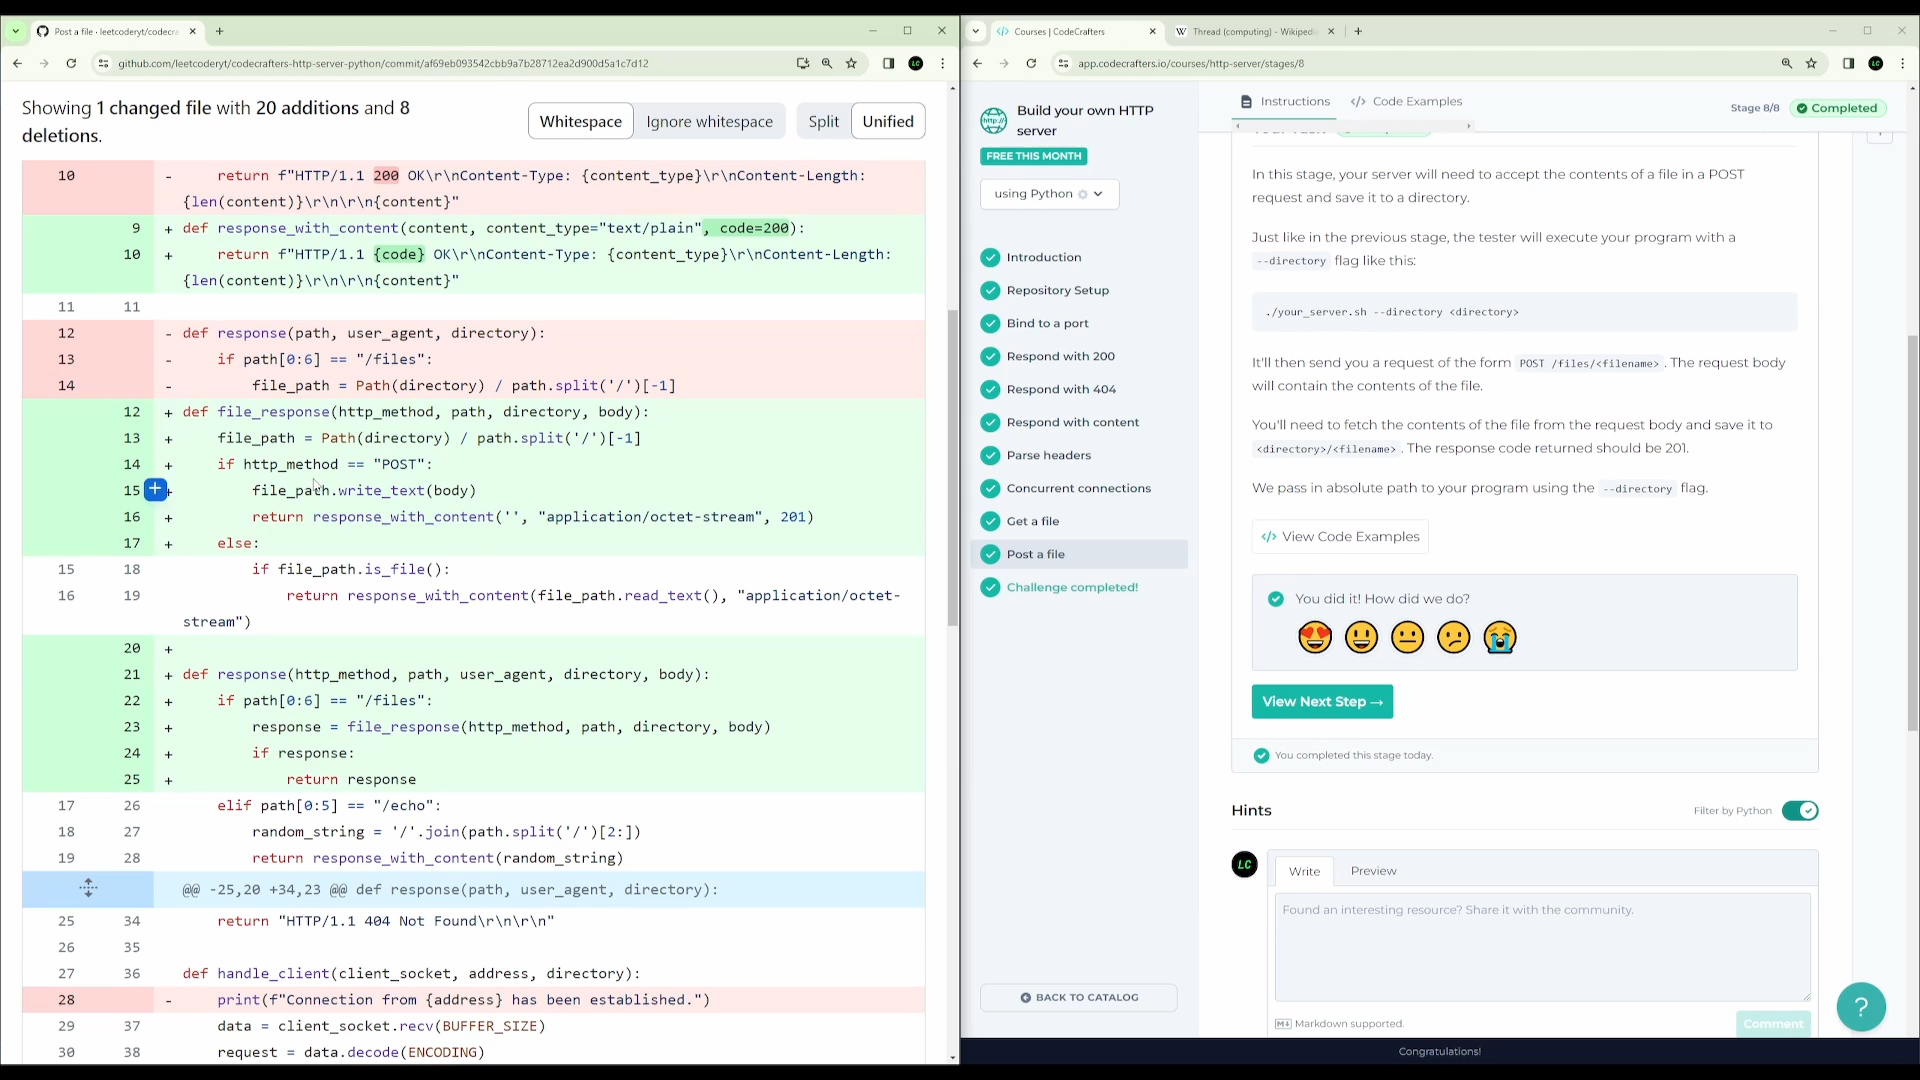 Post a file · leetcoderyt/codecra
github.com/leetcoderyt/codecrafters-http-server-python/commit/af69eb093542cbb9a7b28712ea2d900d5a1c7d12
LC
Showing 1 changed file with 20 additions and 8
deletions.
Whitespace
Ignore whitespace
Split
Unified
10 - return f"HTTP/1.1 200 OK\r\nContent-Type: {content_type}\r\nContent-Length:
{len(content)}\r\n\r\n{content}"
9 + def response_with_content(content, content_type="text/plain", code=200):
10 + return f"HTTP/1.1 {code} OK\r\nContent-Type: {content_type}\r\nContent-Length:
{len(content)}\r\n\r\n{content}"
11 11
12 - def response(path, user_agent, directory):
13 - if path[0:6] == "/files":
14 - file_path = Path(directory) / path.split('/')[-1]
12 + def file_response(http_method, path, directory, body):
13 + file_path = Path(directory) / path.split('/')[-1]
14 + if http_method == "POST":
15 + file_path.write_text(body)
16 + return response_with_content('', "application/octet-stream", 201)
17 + else:
15 18 if file_path.is_file():
16 19 return response_with_content(file_path.read_text(), "application/octet-
stream")
20 +
21 + def response(http_method, path, user_agent, directory, body):
22 + if path[0:6] == "/files":
23 + response = file_response(http_method, path, directory, body)
24 + if response:
25 + return response
17 26 elif path[0:5] == "/echo":
18 27 random_string = '/'.join(path.split('/')[2:])
19 28 return response_with_content(random_string)
@@ -25,20 +34,23 @@ def response(path, user_agent, directory):
25 34 return "HTTP/1.1 404 Not Found\r\n\r\n"
26 35
27 36 def handle_client(client_socket, address, directory):
28 - print(f"Connection from {address} has been established.")
29 37 data = client_socket.recv(BUFFER_SIZE)
30 38 request = data.decode(ENCODING)
Courses | CodeCrafters
Thread (computing) - Wikiped
app.codecrafters.io/courses/http-server/stages/8
LC
http://
Build your own HTTP
server
FREE THIS MONTH
using Python
Introduction
Repository Setup
Bind to a port
Respond with 200
Respond with 404
Respond with content
Parse headers
Concurrent connections
Get a file
Post a file
Challenge completed!
BACK TO CATALOG
Instructions
</> Code Examples
Stage 8/8
Completed
In this stage, your server will need to accept the contents of a file in a POST
request and save it to a directory.
Just like in the previous stage, the tester will execute your program with a
--directory flag like this:
./your_server.sh --directory <directory>
It'll then send you a request of the form POST /files/<filename> . The request body
will contain the contents of the file.
You'll need to fetch the contents of the file from the request body and save it to
<directory>/<filename> . The response code returned should be 201.
We pass in absolute path to your program using the --directory flag.
</> View Code Examples
You did it! How did we do?
View Next Step →
You completed this stage today.
Hints
Filter by Python
LC
Write
Preview
Found an interesting resource? Share it with the community.
Markdown supported.
Comment
?
Congratulations!